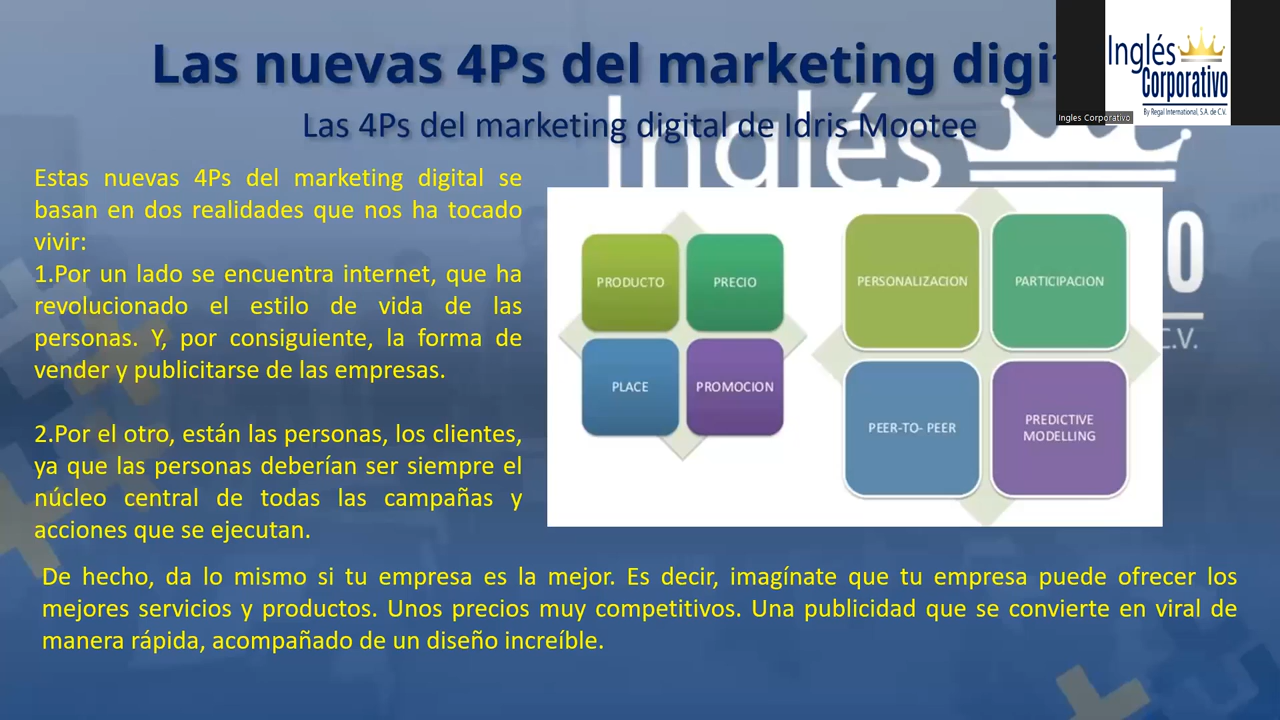 Las nuevas 4Ps del marketing digi
Las 4Ps del marketing digital de Idris Mootee
Inglés
Corporativo
By Regal International, S.A. de C.V.
Ingles Corporativo
Estas nuevas 4Ps del marketing digital se
basan en dos realidades que nos ha tocado
vivir:
1.Por un lado se encuentra internet, que ha
revolucionado el estilo de vida de las
personas. Y, por consiguiente, la forma de
vender y publicitarse de las empresas.
2.Por el otro, están las personas, los clientes,
ya que las personas deberían ser siempre el
núcleo central de todas las campañas y
acciones que se ejecutan.
Inglés
O
C.V.
PRODUCTO
PRECIO
PLACE
PROMOCION
PERSONALIZACION
PARTICIPACION
PEER-TO- PEER
PREDICTIVE
MODELLING
De hecho, da lo mismo si tu empresa es la mejor. Es decir, imagínate que tu empresa puede ofrecer los
mejores servicios y productos. Unos precios muy competitivos. Una publicidad que se convierte en viral de
manera rápida, acompañado de un diseño increíble.